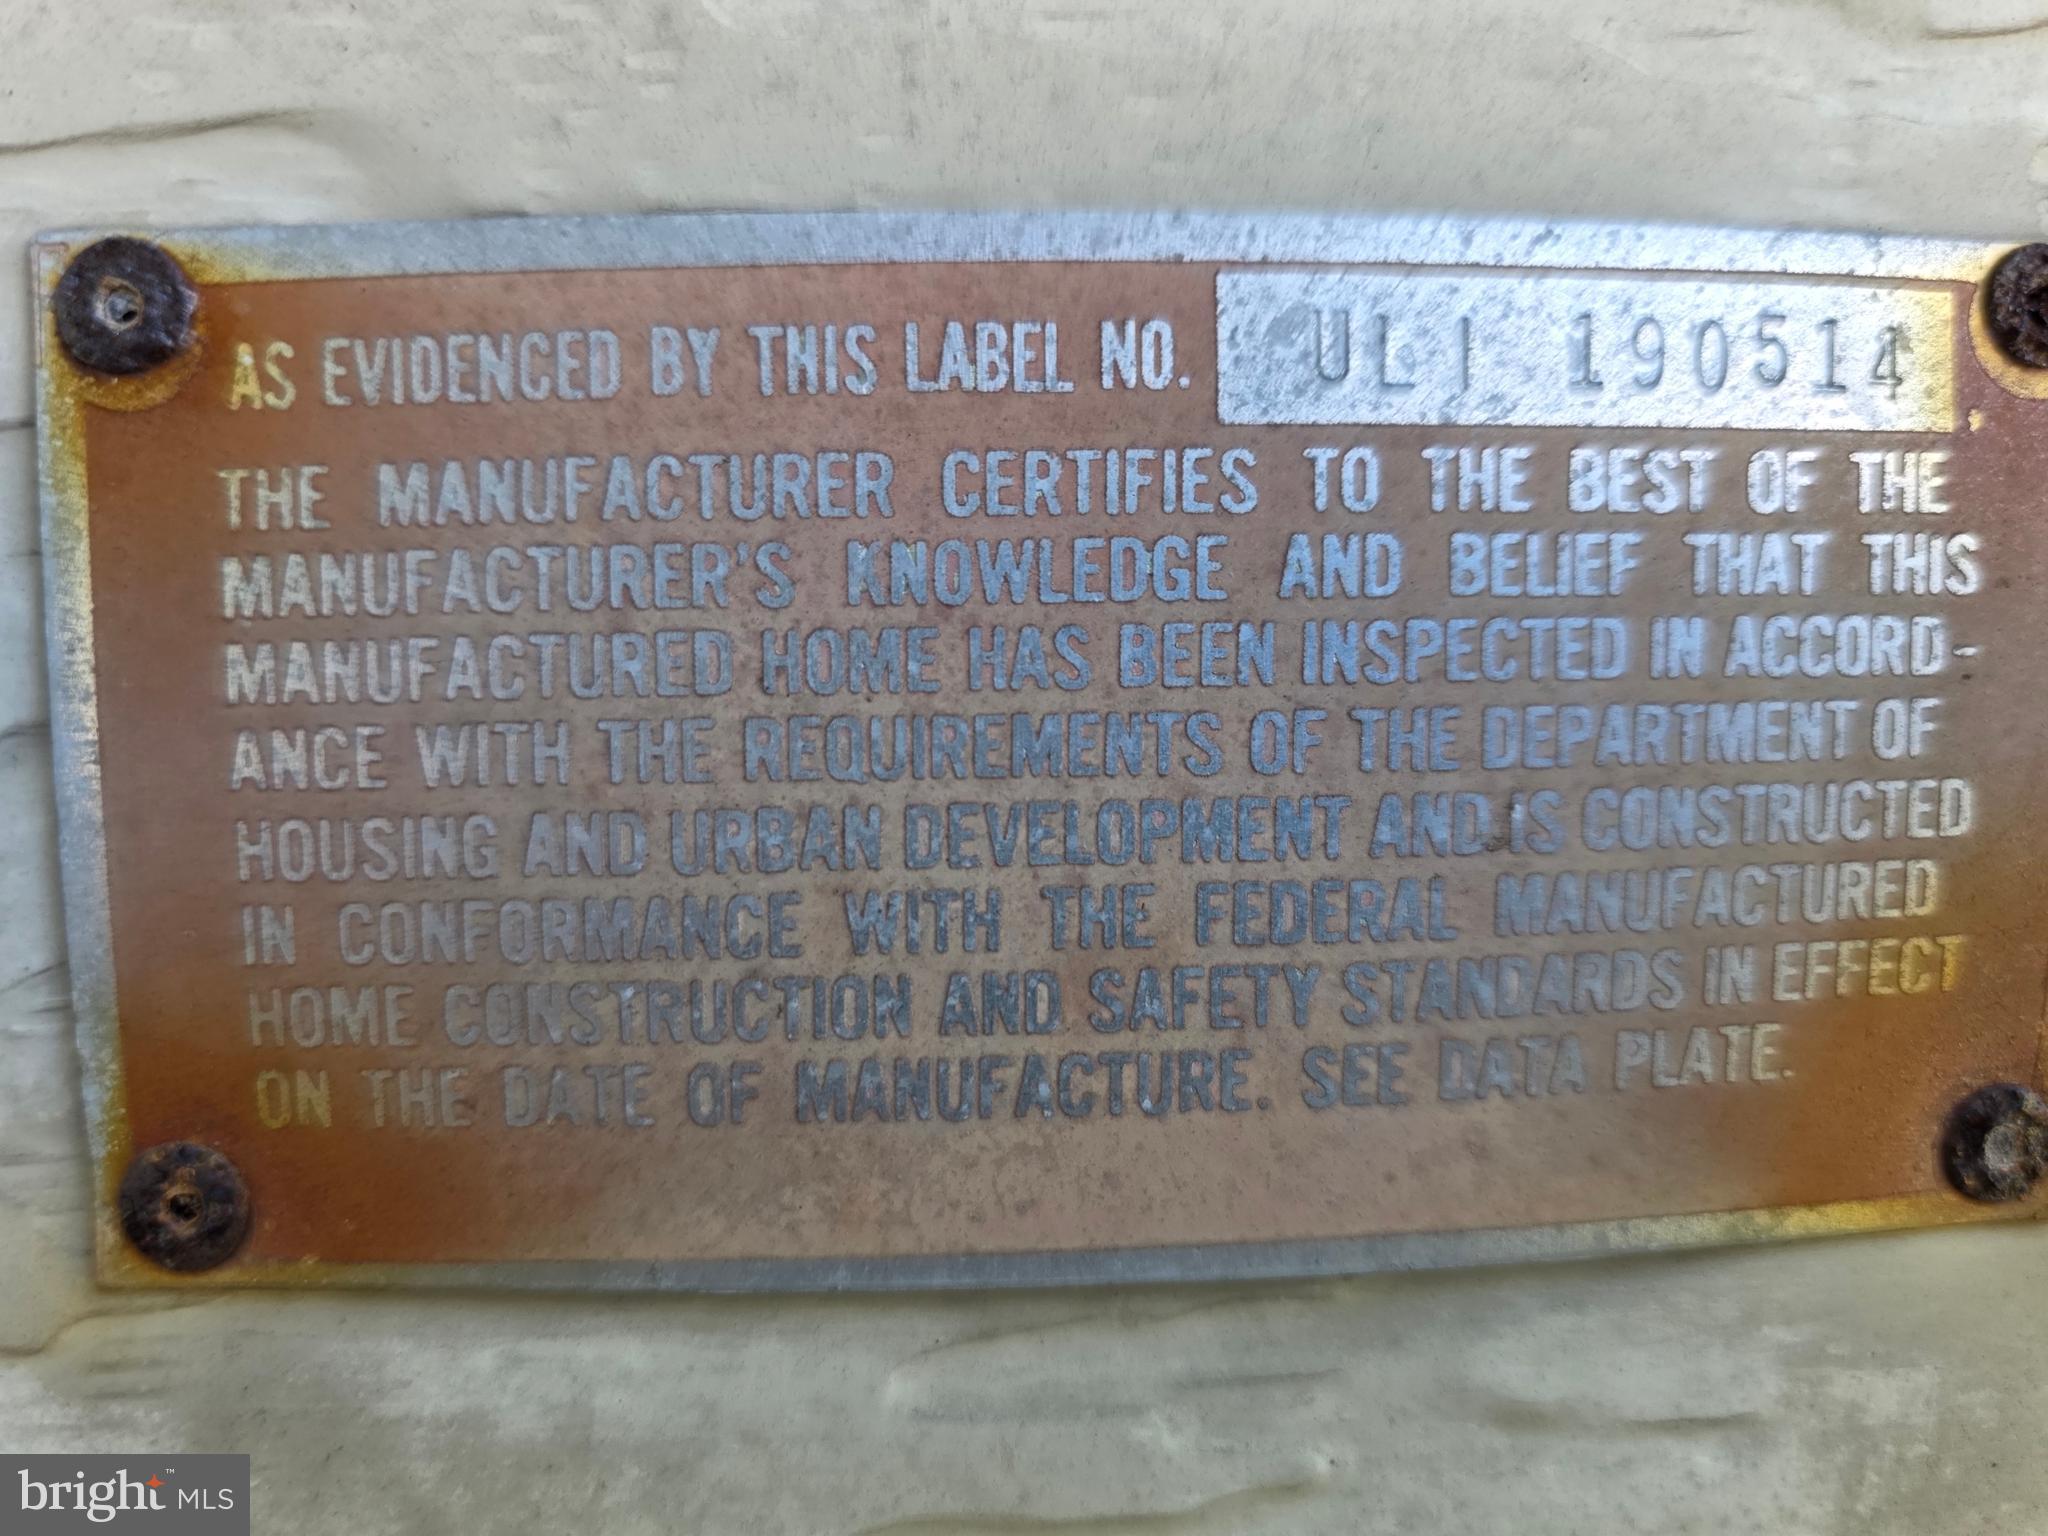 AS EVIDENCED BY THIS LABEL NO. ULI 190514
THE MANUFACTURER CERTIFIES TO THE BEST OF THE
MANUFACTURER'S KNOWLEDGE AND BELIEF THAT THIS
MANUFACTURED HOME HAS BEEN INSPECTED IN ACCORD-
ANCE WITH THE REQUIREMENTS OF THE DEPARTMENT OF
HOUSING AND URBAN DEVELOPMENT AND IS CONSTRUCTED
IN CONFORMANCE WITH THE FEDERAL MANUFACTURED
HOME CONSTRUCTION AND SAFETY STANDARDS IN EFFECT
ON THE DATE OF MANUFACTURE. SEE DATA PLATE.
bright™ MLS